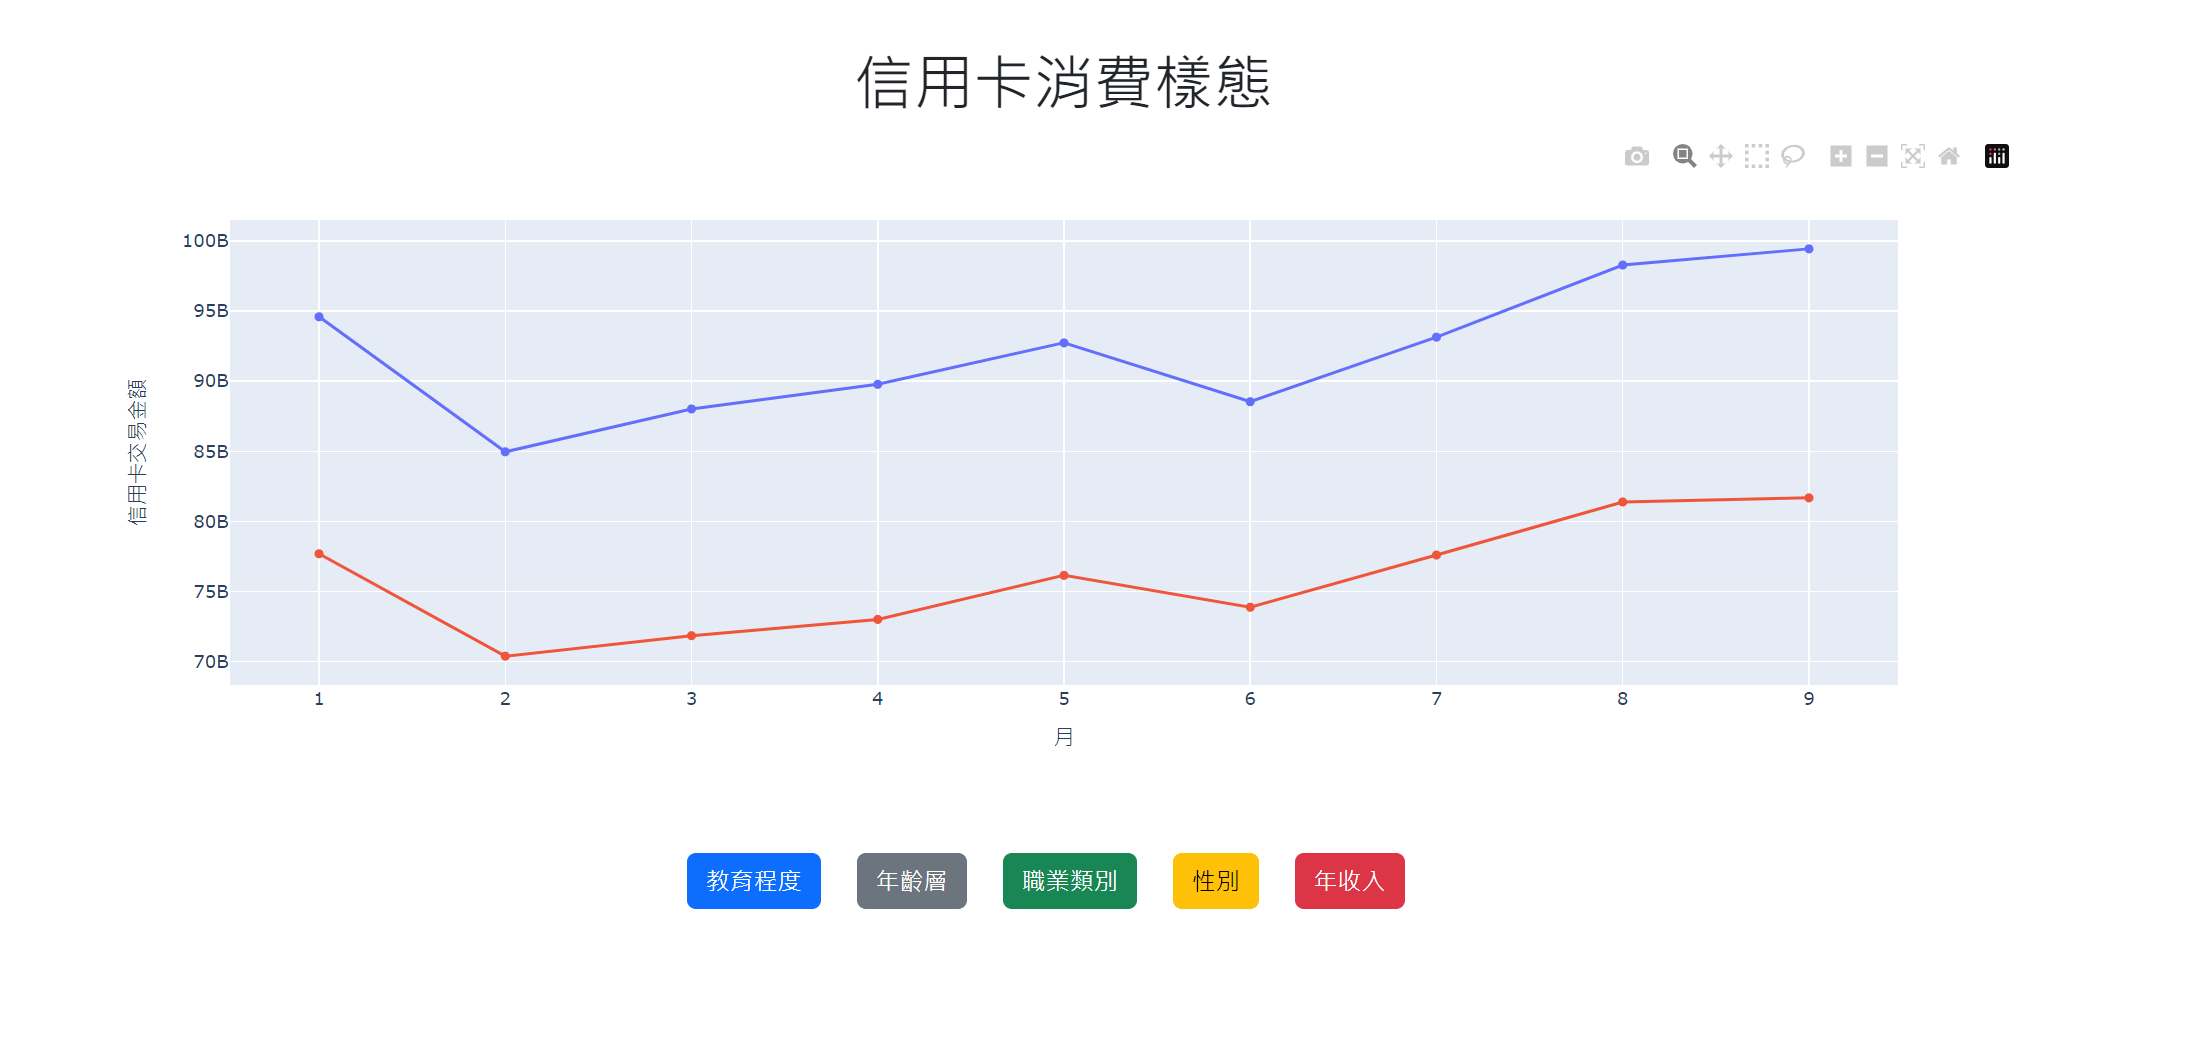 信用卡消費樣態
100B
95B
90B
85B
80B
75B
70B
信用卡交易金額
1 2 3 4 5 6 7 8 9
月
教育程度 年齡層 職業類別 性別 年收入